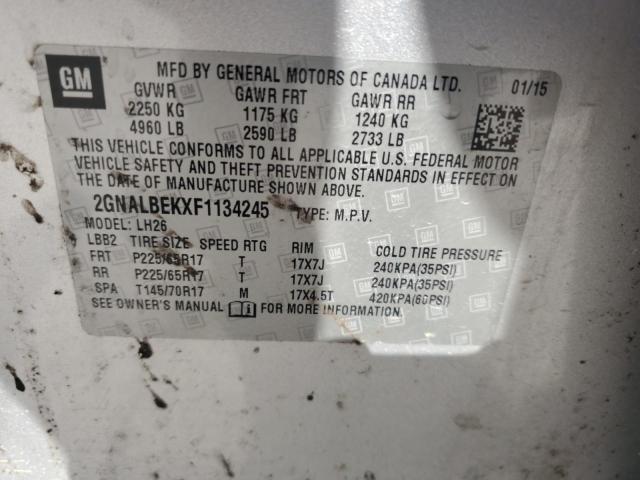 GM
MFD BY GENERAL MOTORS OF CANADA LTD. 01/15
GVWR GAWR FRT GAWR RR
2250 KG 1175 KG 1240 KG
4960 LB 2590 LB 2733 LB
THIS VEHICLE CONFORMS TO ALL APPLICABLE U.S. FEDERAL MOTOR
VEHICLE SAFETY AND THEFT PREVENTION STANDARDS IN EFFECT ON
THE DATE OF MANUFACTURE SHOWN ABOVE.
2GNALBEKXF1134245 TYPE: M.P.V.
MODEL: LH26
LBB2 TIRE SIZE SPEED RTG RIM COLD TIRE PRESSURE
FRT P225/65R17 T 17X7J 240KPA(35PSI)
RR P225/65R17 T 17X7J 240KPA(35PSI)
SPA T145/70R17 M 17X4.5T 420KPA(60PSI)
SEE OWNER'S MANUAL FOR MORE INFORMATION.